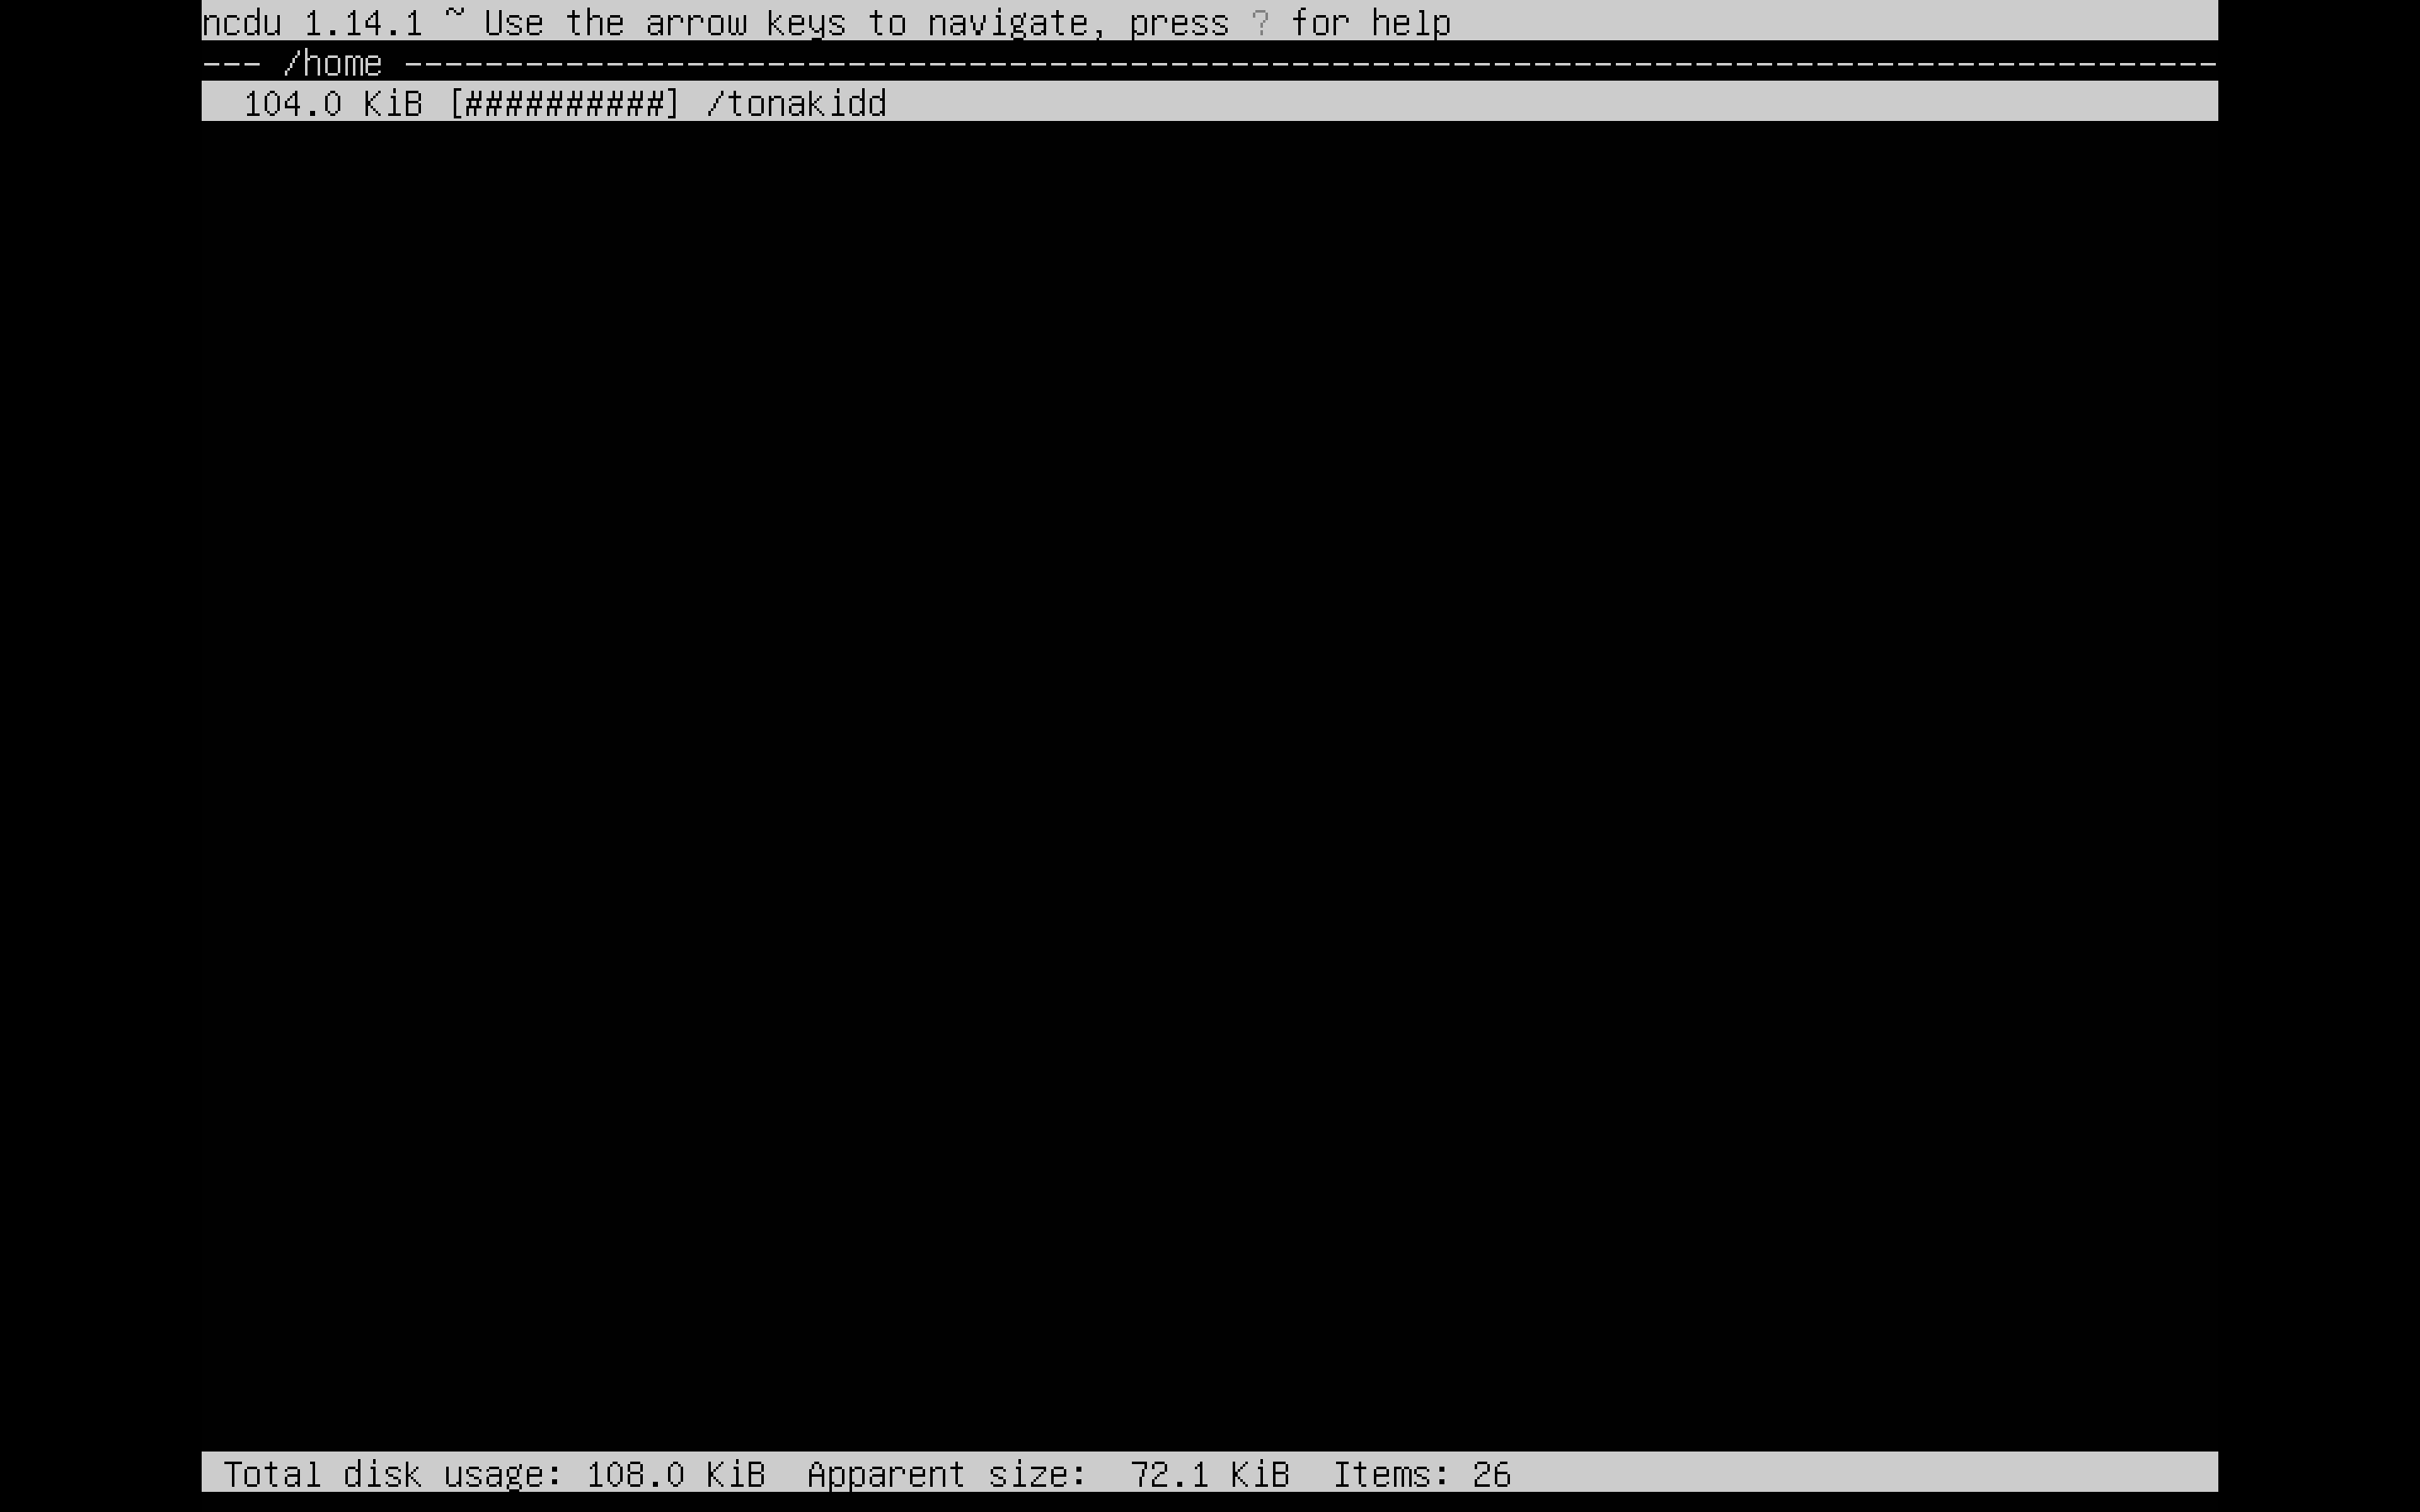 ncdu 1.14.1 ~ Use the arrow keys to navigate, press ? for help
--- /home ------------------------------------------------------------------------------------------
  104.0 KiB [##########] /tonakidd
 Total disk usage: 108.0 KiB  Apparent size:  72.1 KiB  Items: 26